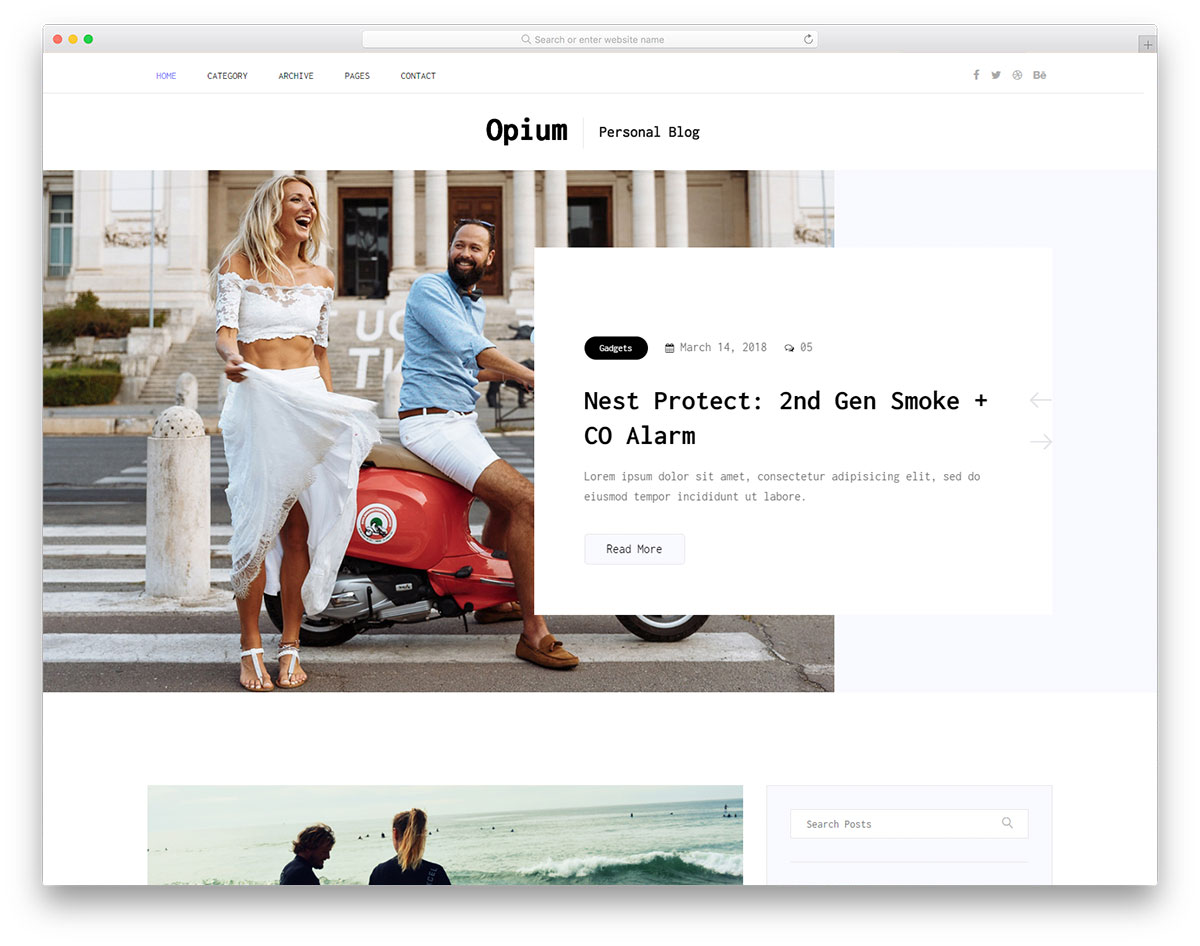 Search or enter website name
HOME CATEGORY ARCHIVE PAGES CONTACT
Bē
Opium Personal Blog
Gadgets March 14, 2018 05
Nest Protect: 2nd Gen Smoke +
CO Alarm
Lorem ipsum dolor sit amet, consectetur adipisicing elit, sed do
eiusmod tempor incididunt ut labore.
Read More
Search Posts